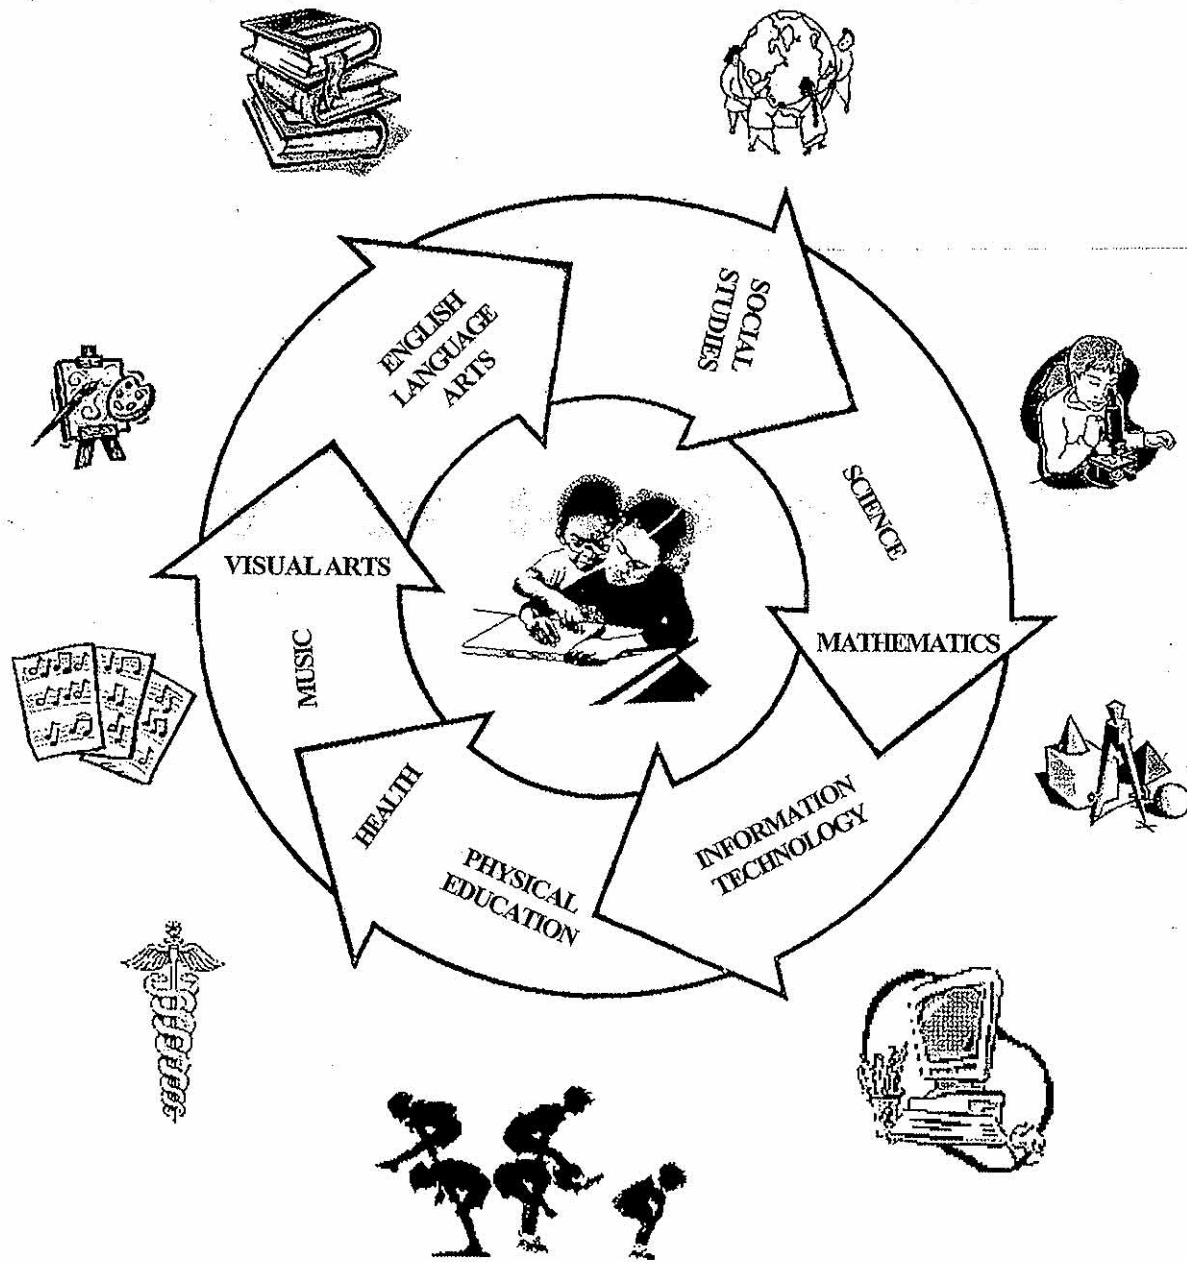 ENGLISH
LANGUAGE
ARTS
SOCIAL
STUDIES
SCIENCE
MATHEMATICS
INFORMATION
TECHNOLOGY
PHYSICAL
EDUCATION
HEALTH
MUSIC
VISUAL ARTS